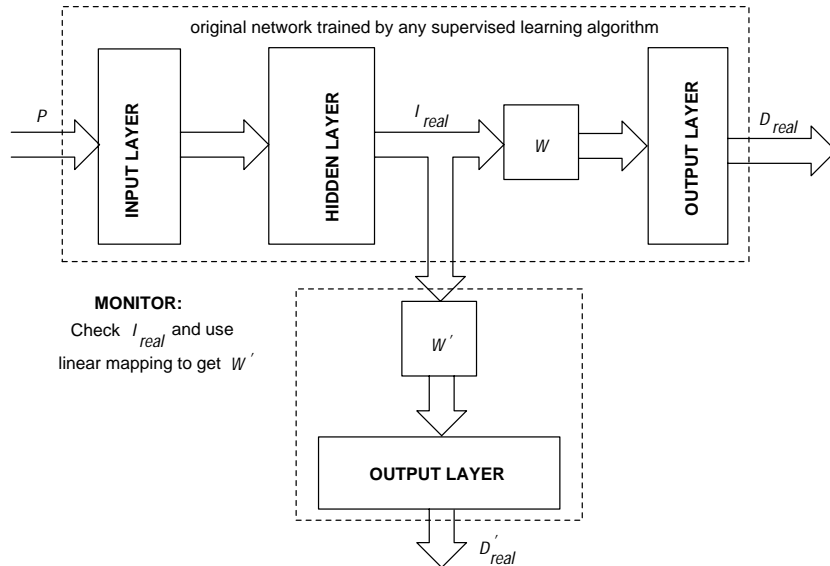 original network trained by any supervised learning algorithm
P
INPUT LAYER
HIDDEN LAYER
I real
W
OUTPUT LAYER
D real
MONITOR:
Check I real and use
linear mapping to get W'
W'
OUTPUT LAYER
D' real